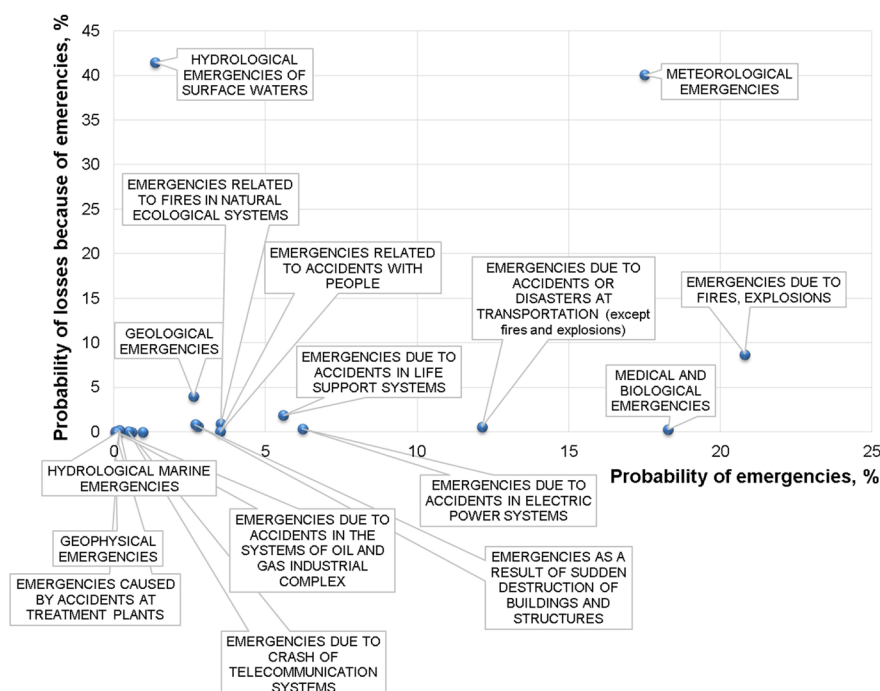 Probability of losses because of emerencies, %
45
40
35
30
25
20
15
10
5
0
0
5
10
15
20
25
Probability of emergencies, %
HYDROLOGICAL
EMERGENCIES OF
SURFACE WATERS
METEOROLOGICAL
EMERGENCIES
EMERGENCIES RELATED
TO FIRES IN NATURAL
ECOLOGICAL SYSTEMS
EMERGENCIES RELATED
TO ACCIDENTS WITH
PEOPLE
EMERGENCIES DUE TO
ACCIDENTS OR
DISASTERS AT
TRANSPORTATION (except
fires and explosions)
EMERGENCIES DUE TO
FIRES, EXPLOSIONS
GEOLOGICAL
EMERGENCIES
EMERGENCIES DUE TO
ACCIDENTS IN LIFE
SUPPORT SYSTEMS
MEDICAL AND
BIOLOGICAL
EMERGENCIES
HYDROLOGICAL MARINE
EMERGENCIES
EMERGENCIES DUE TO
ACCIDENTS IN ELECTRIC
POWER SYSTEMS
GEOPHYSICAL
EMERGENCIES
EMERGENCIES DUE TO
ACCIDENTS IN THE
SYSTEMS OF OIL AND
GAS INDUSTRIAL
COMPLEX
EMERGENCIES AS A
RESULT OF SUDDEN
DESTRUCTION OF
BUILDINGS AND
STRUCTURES
EMERGENCIES CAUSED
BY ACCIDENTS AT
TREATMENT PLANTS
EMERGENCIES DUE TO
CRASH OF
TELECOMMUNICATION
SYSTEMS